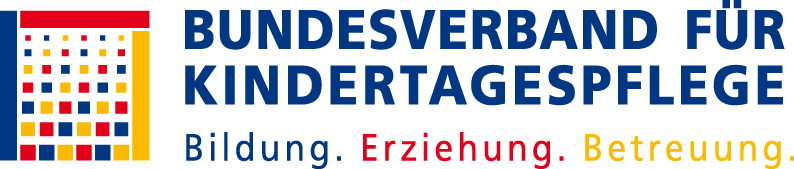 BUNDESVERBAND FÜR
KINDERTAGESPFLEGE
Bildung. Erziehung. Betreuung.